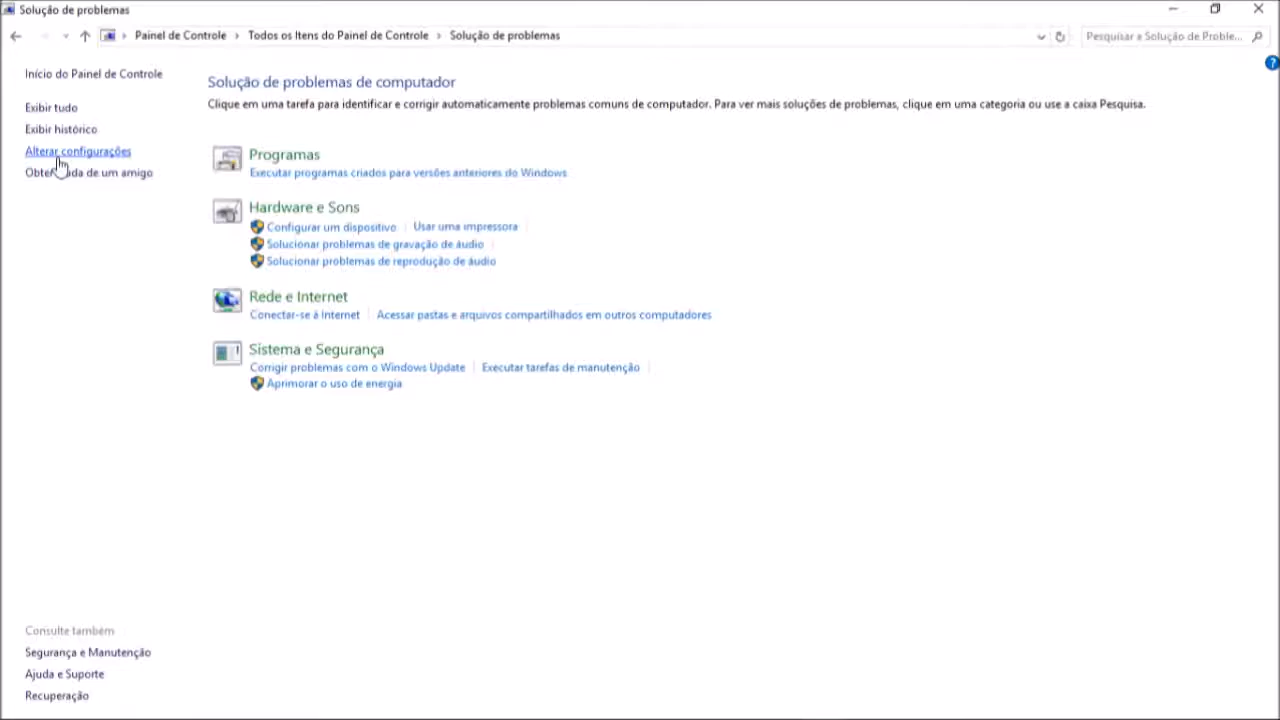 Solução de problemas
Painel de Controle › Todos os Itens do Painel de Controle › Solução de problemas
Pesquisar a Solução de Proble...
Início do Painel de Controle
Exibir tudo
Exibir histórico
Alterar configurações
Obter ajuda de um amigo
Solução de problemas de computador
Clique em uma tarefa para identificar e corrigir automaticamente problemas comuns de computador. Para ver mais soluções de problemas, clique em uma categoria ou use a caixa Pesquisa.
Programas
Executar programas criados para versões anteriores do Windows
Hardware e Sons
Configurar um dispositivo | Usar uma impressora
Solucionar problemas de gravação de áudio
Solucionar problemas de reprodução de áudio
Rede e Internet
Conectar-se à Internet | Acessar pastas e arquivos compartilhados em outros computadores
Sistema e Segurança
Corrigir problemas com o Windows Update | Executar tarefas de manutenção
Aprimorar o uso de energia
Consulte também
Segurança e Manutenção
Ajuda e Suporte
Recuperação